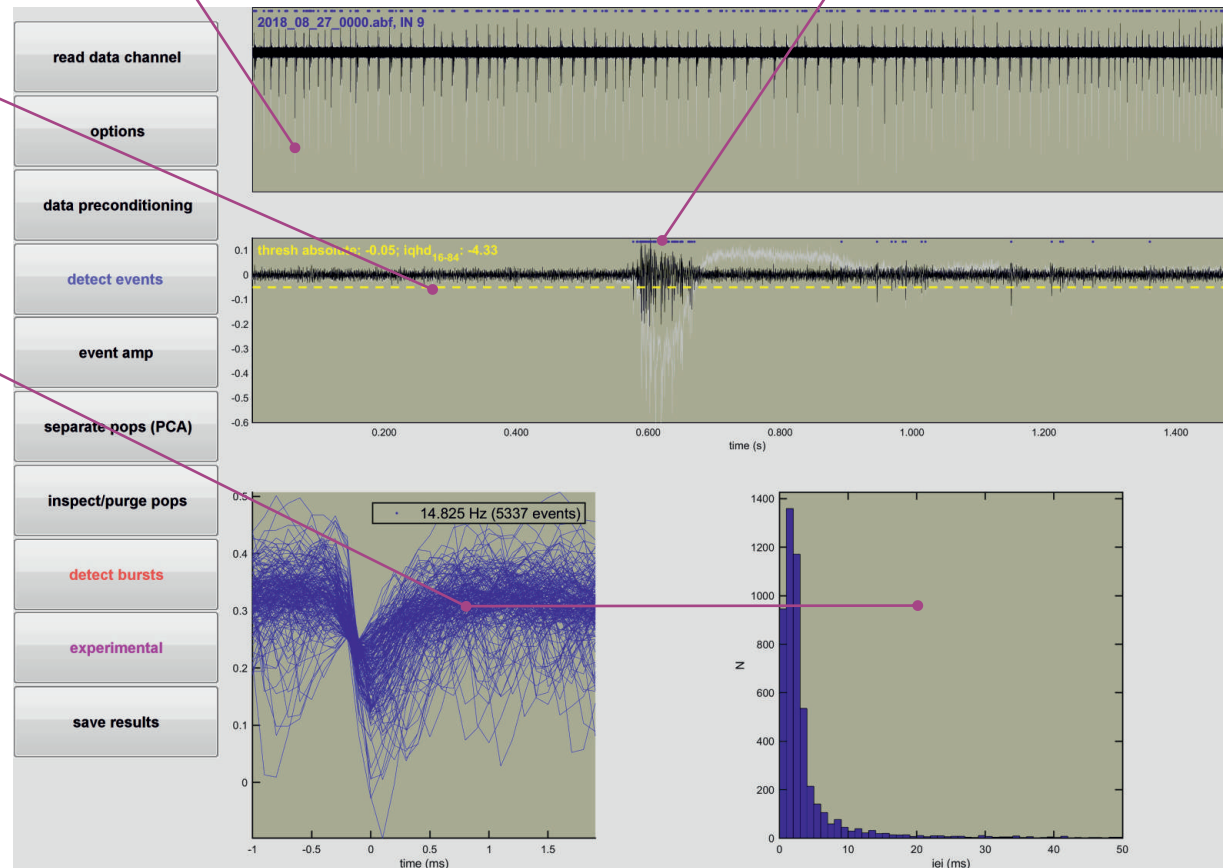 read data channel
options
data preconditioning
detect events
event amp
separate pops (PCA)
inspect/purge pops
detect bursts
experimental
save results
2018_08_27_0000.abf, IN 9
thresh absolute: -0.05; iqhd16-84: -4.33
0.1
0
-0.1
-0.2
-0.3
-0.4
-0.5
-0.6
0.200 0.400 0.600 0.800 1.000 1.200 1.400
time (s)
14.825 Hz (5337 events)
0.5
0.4
0.3
0.2
0.1
0
-1 -0.5 0 0.5 1 1.5
time (ms)
1400
1200
1000
800
600
400
200
0
N
0 10 20 30 40 50
iei (ms)